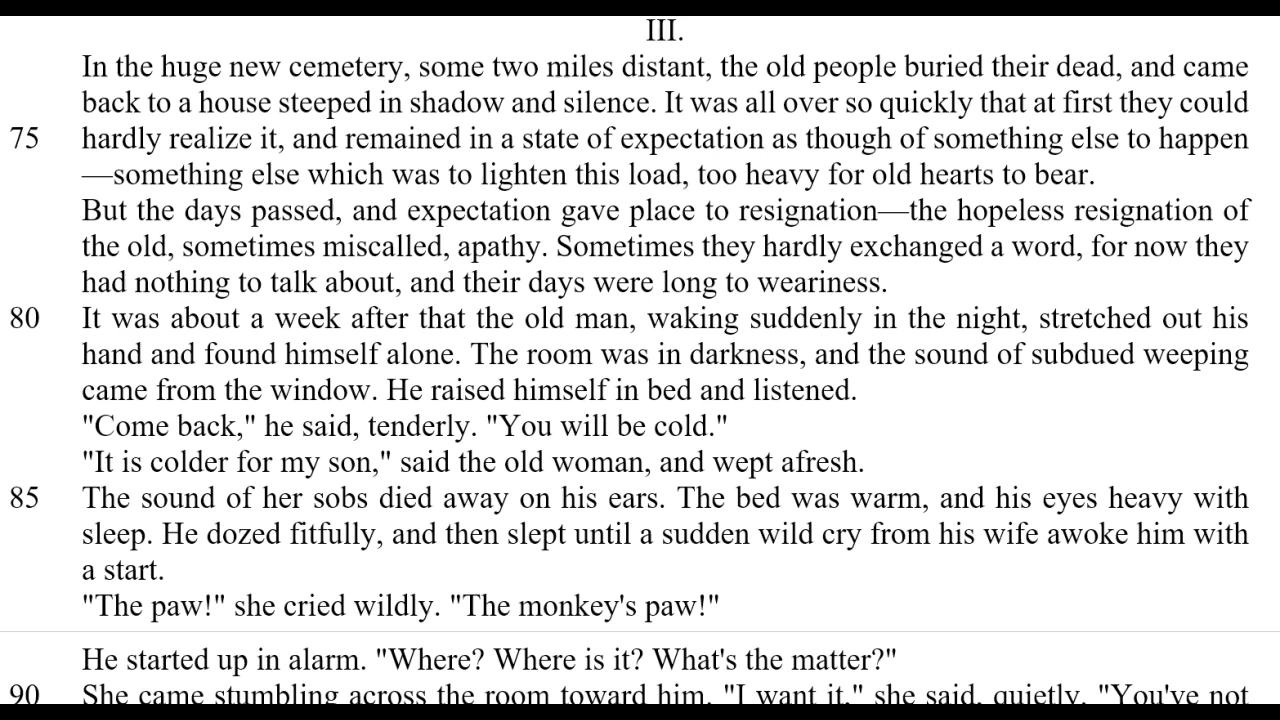 III.
In the huge new cemetery, some two miles distant, the old people buried their dead, and came
back to a house steeped in shadow and silence. It was all over so quickly that at first they could
75 hardly realize it, and remained in a state of expectation as though of something else to happen
—something else which was to lighten this load, too heavy for old hearts to bear.
But the days passed, and expectation gave place to resignation—the hopeless resignation of
the old, sometimes miscalled, apathy. Sometimes they hardly exchanged a word, for now they
had nothing to talk about, and their days were long to weariness.
80 It was about a week after that the old man, waking suddenly in the night, stretched out his
hand and found himself alone. The room was in darkness, and the sound of subdued weeping
came from the window. He raised himself in bed and listened.
"Come back," he said, tenderly. "You will be cold."
"It is colder for my son," said the old woman, and wept afresh.
85 The sound of her sobs died away on his ears. The bed was warm, and his eyes heavy with
sleep. He dozed fitfully, and then slept until a sudden wild cry from his wife awoke him with
a start.
"The paw!" she cried wildly. "The monkey's paw!"
He started up in alarm. "Where? Where is it? What's the matter?"
90 She came stumbling across the room toward him. "I want it," she said, quietly. "You've not